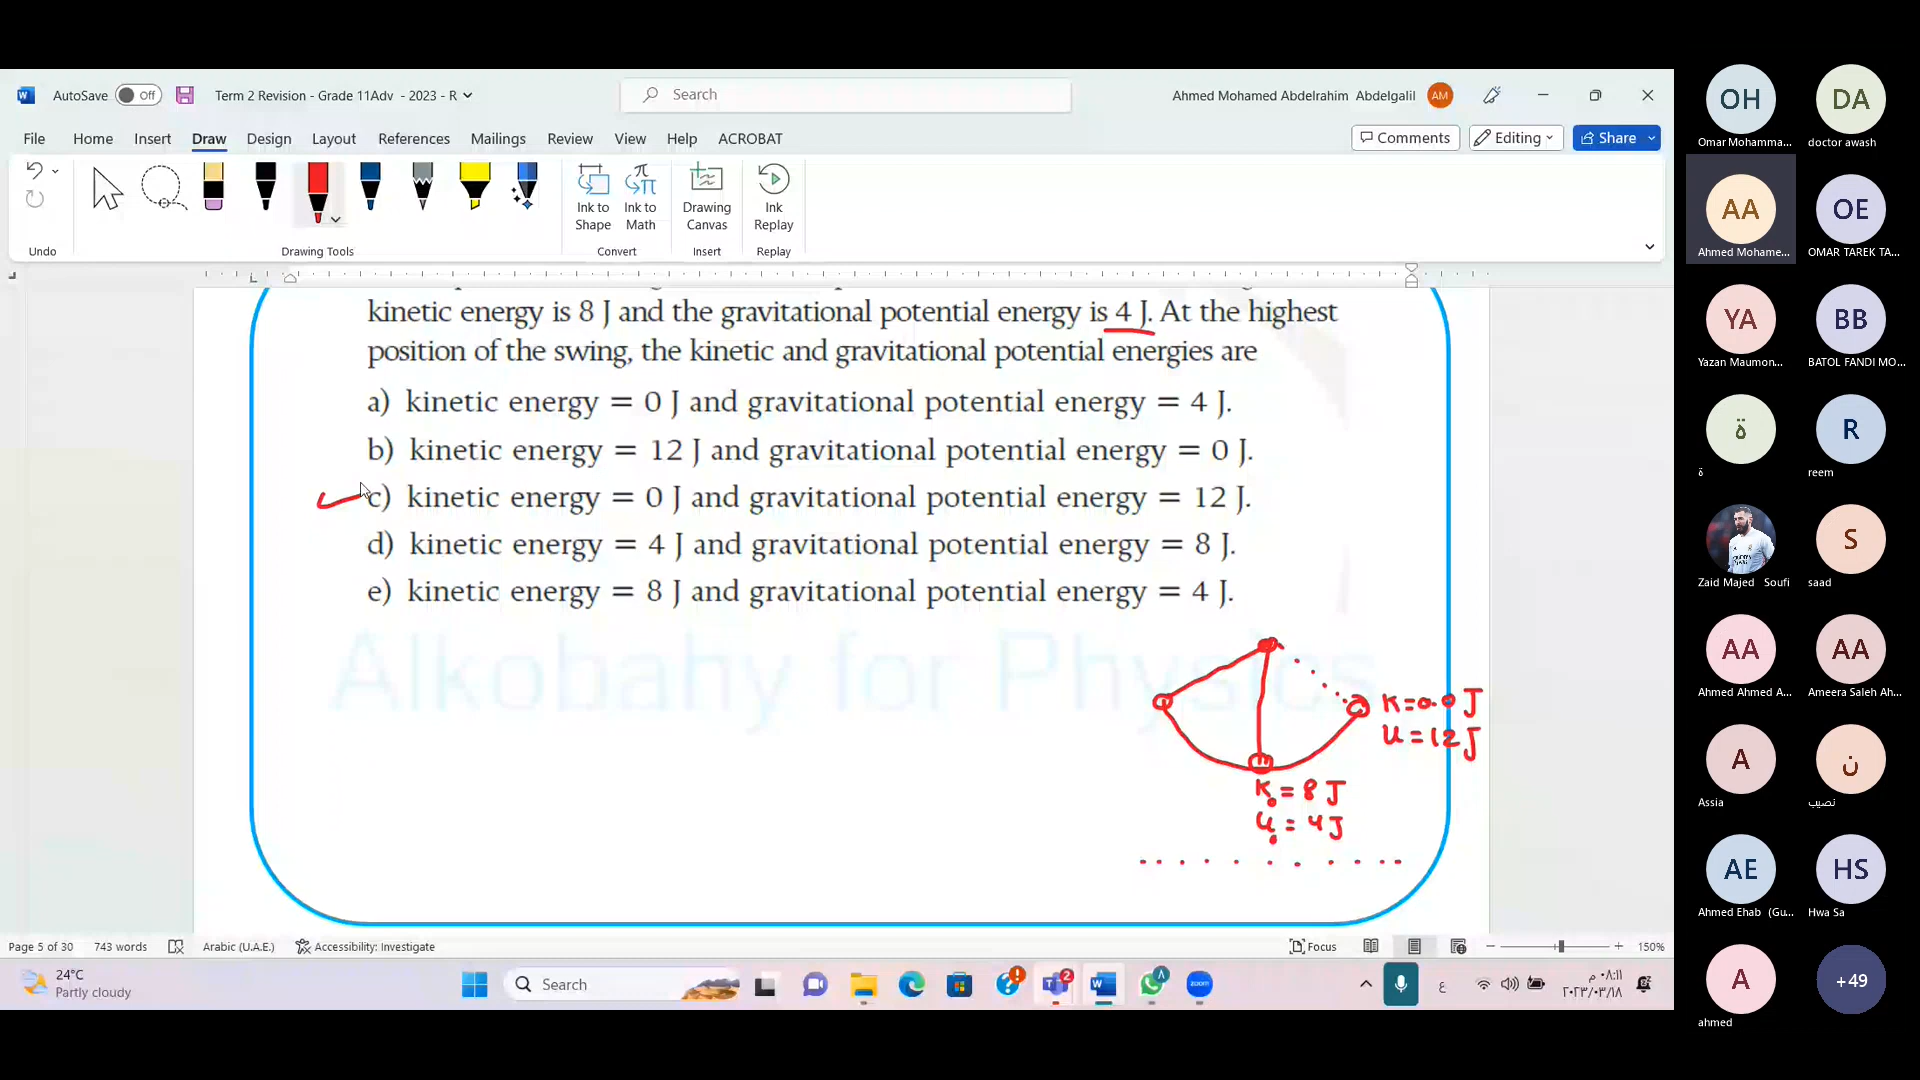 AutoSave Off Term 2 Revision - Grade 11Adv - 2023 - R Search Ahmed Mohamed Abdelrahim Abdelgalil AM
File Home Insert Draw Design Layout References Mailings Review View Help ACROBAT Comments Editing Share
Ink to Shape
Ink to Math
Drawing Canvas
Ink Replay
Undo Drawing Tools Convert Insert Replay
kinetic energy is 8 J and the gravitational potential energy is 4 J. At the highest
position of the swing, the kinetic and gravitational potential energies are
a) kinetic energy = 0 J and gravitational potential energy = 4 J.
b) kinetic energy = 12 J and gravitational potential energy = 0 J.
c) kinetic energy = 0 J and gravitational potential energy = 12 J.
d) kinetic energy = 4 J and gravitational potential energy = 8 J.
e) kinetic energy = 8 J and gravitational potential energy = 4 J.
Alkobahy for Physics
K=0.0 J
U=12 J
K₀ = 8 J
U₀ = 4 J
Page 5 of 30 743 words Arabic (U.A.E.) Accessibility: Investigate Focus 150%
24°C
Partly cloudy
Search
2
zoom
ع
٠٨:١١ م
٢٠٢٣/٠٣/١٨
OH
Omar Mohamma...
DA
doctor awash
AA
Ahmed Mohame...
OE
OMAR TAREK TA...
YA
Yazan Maumon...
BB
BATOL FANDI MO...
ة
ة
R
reem
Zaid Majed Soufi
S
saad
AA
Ahmed Ahmed A...
AA
Ameera Saleh Ah...
A
Assia
ن
نصيب
AE
Ahmed Ehab (Gu...
HS
Hwa Sa
A
ahmed
+49